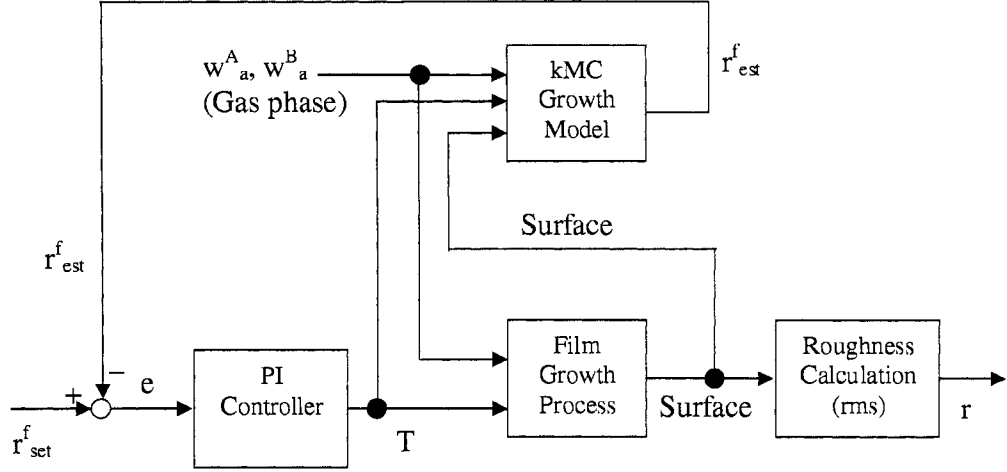 w^A_a, w^B_a
(Gas phase)
kMC
Growth
Model
r^f_est
Surface
r^f_est
Film
Growth
Process
Roughness
Calculation
(rms)
PI
Controller
+
−
e
T
Surface
r
r^f_set